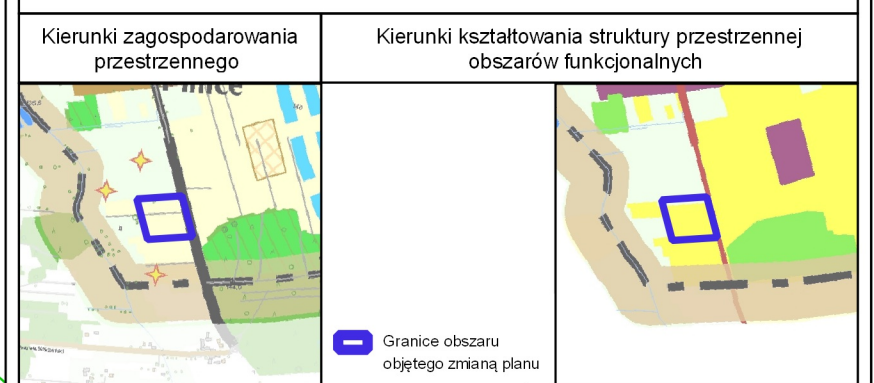 Kierunki zagospodarowania
przestrzennego
Kierunki kształtowania struktury przestrzennej
obszarów funkcjonalnych
Granice obszaru
objętego zmianą planu